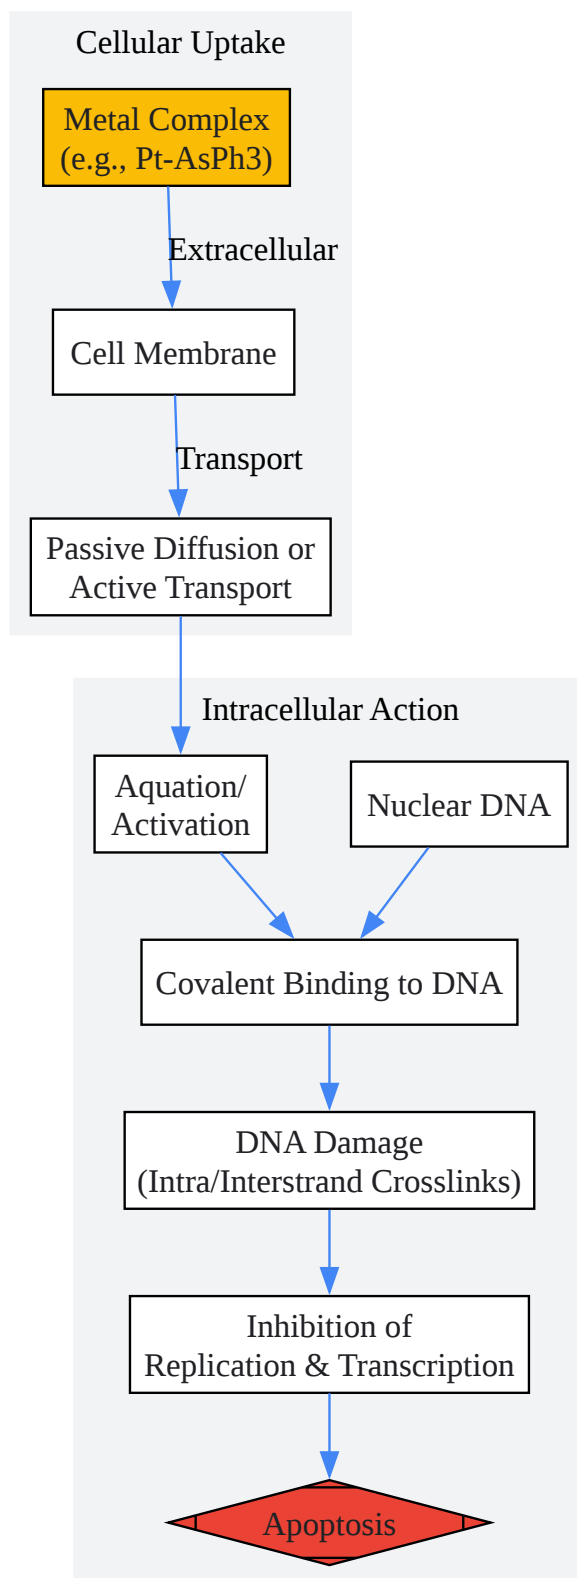 Cellular Uptake
Metal Complex
(e.g., Pt-AsPh3)
Extracellular
Cell Membrane
Transport
Passive Diffusion or
Active Transport
Intracellular Action
Aquation/
Activation
Nuclear DNA
Covalent Binding to DNA
DNA Damage
(Intra/Interstrand Crosslinks)
Inhibition of
Replication & Transcription
Apoptosis